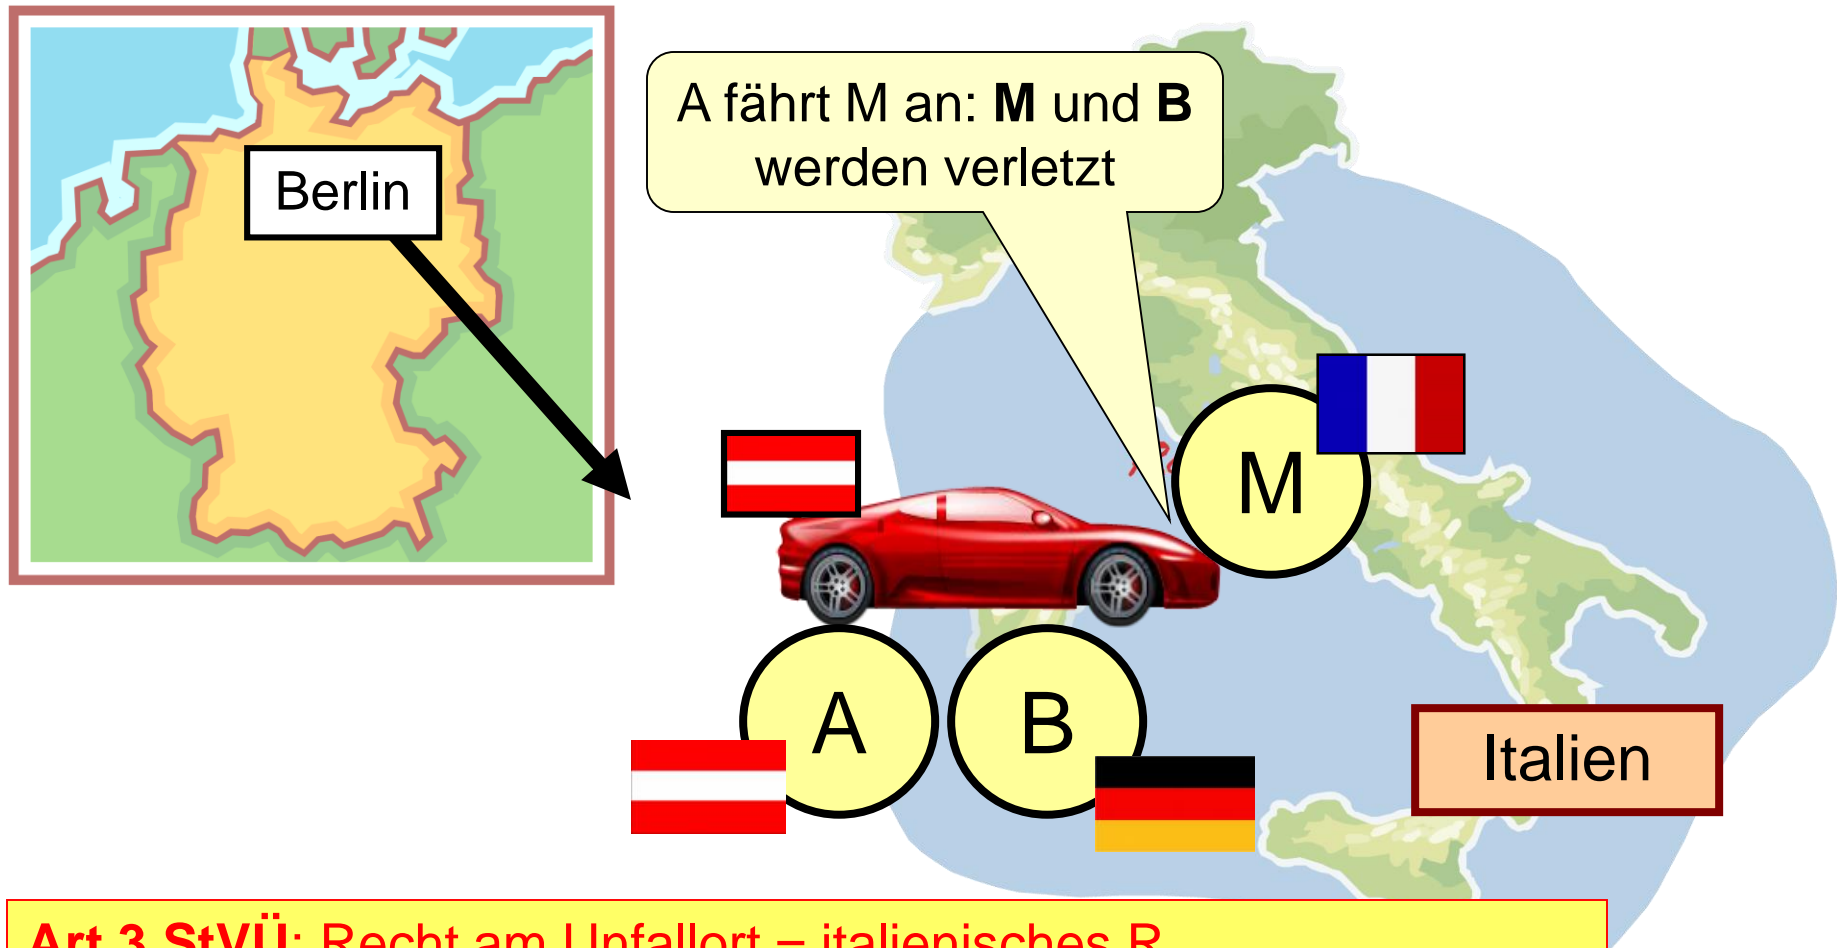 A fährt M an: M und B
werden verletzt
Berlin
M
A
B
Italien
Art 3 StVÜ: Recht am Unfallort = italienisches R